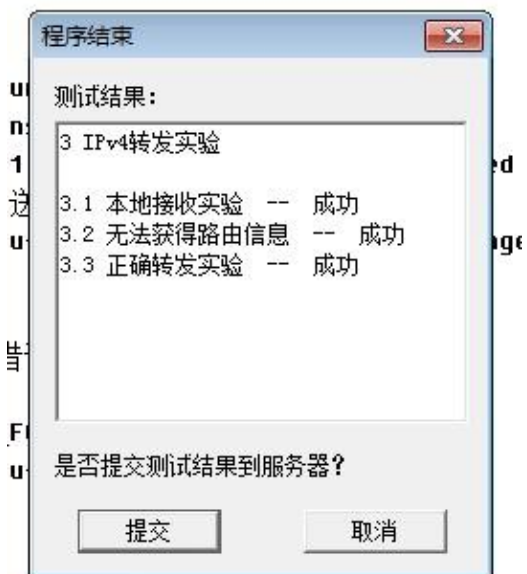 程序结束
测试结果：
3 IPv4转发实验
3.1 本地接收实验 -- 成功
3.2 无法获得路由信息 -- 成功
3.3 正确转发实验 -- 成功
是否提交测试结果到服务器？
提交
取消